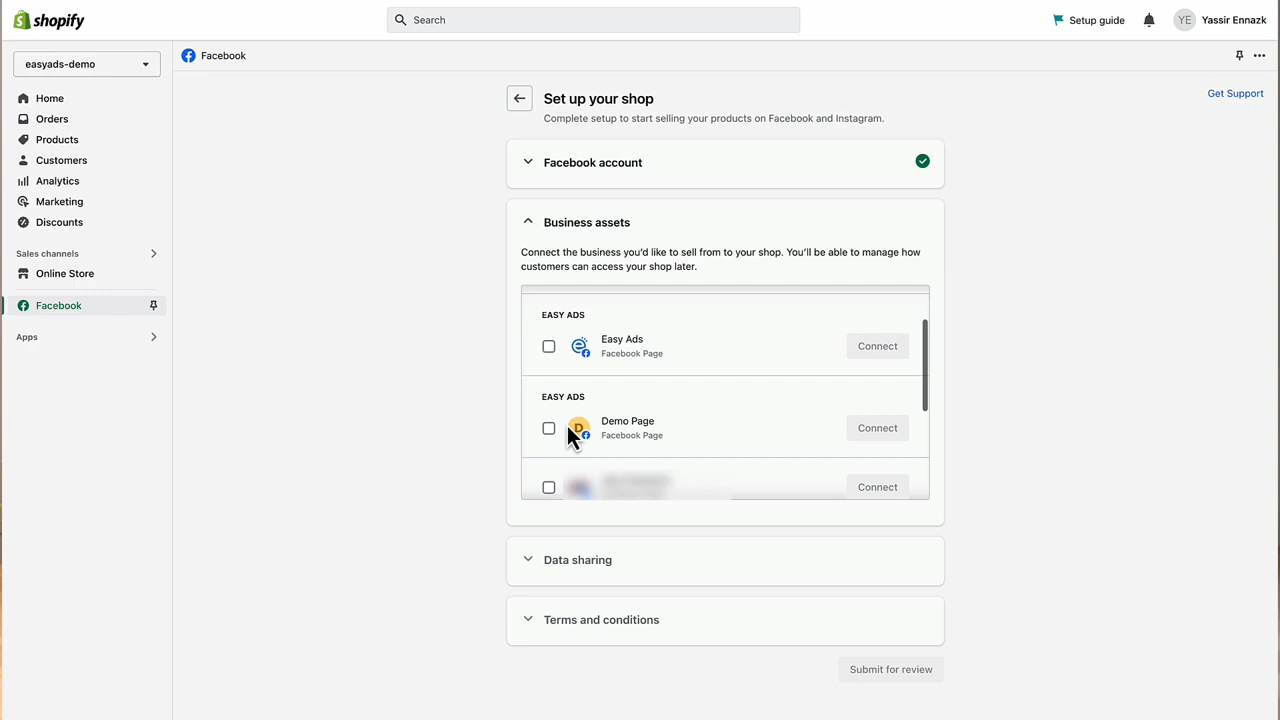 shopify
Search
Setup guide
YE
Yassir Ennazk
easyads-demo
Facebook
Home
Orders
Products
Customers
Analytics
Marketing
Discounts
Sales channels
Online Store
Facebook
Apps
Get Support
Set up your shop
Complete setup to start selling your products on Facebook and Instagram.
Facebook account
Business assets
Connect the business you'd like to sell from to your shop. You'll be able to manage how
customers can access your shop later.
EASY ADS
Easy Ads
Facebook Page
Connect
EASY ADS
D
Demo Page
Facebook Page
Connect
Connect
Data sharing
Terms and conditions
Submit for review